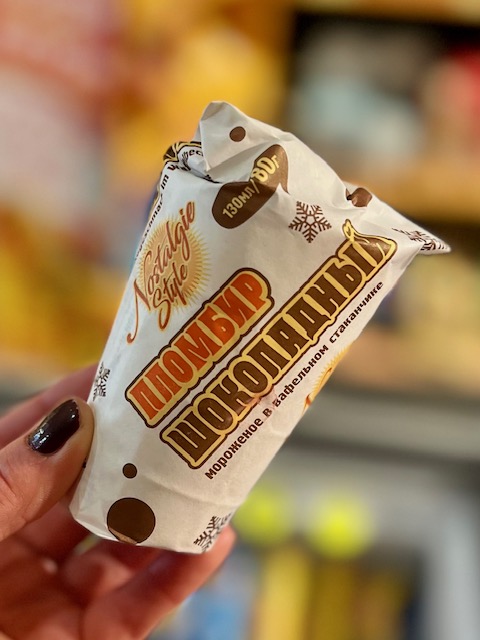 130мл/80г
Nostalgie
Style
ПЛОМБИР
ШОКОЛАДНЫЙ
мороженое в вафельном стаканчике